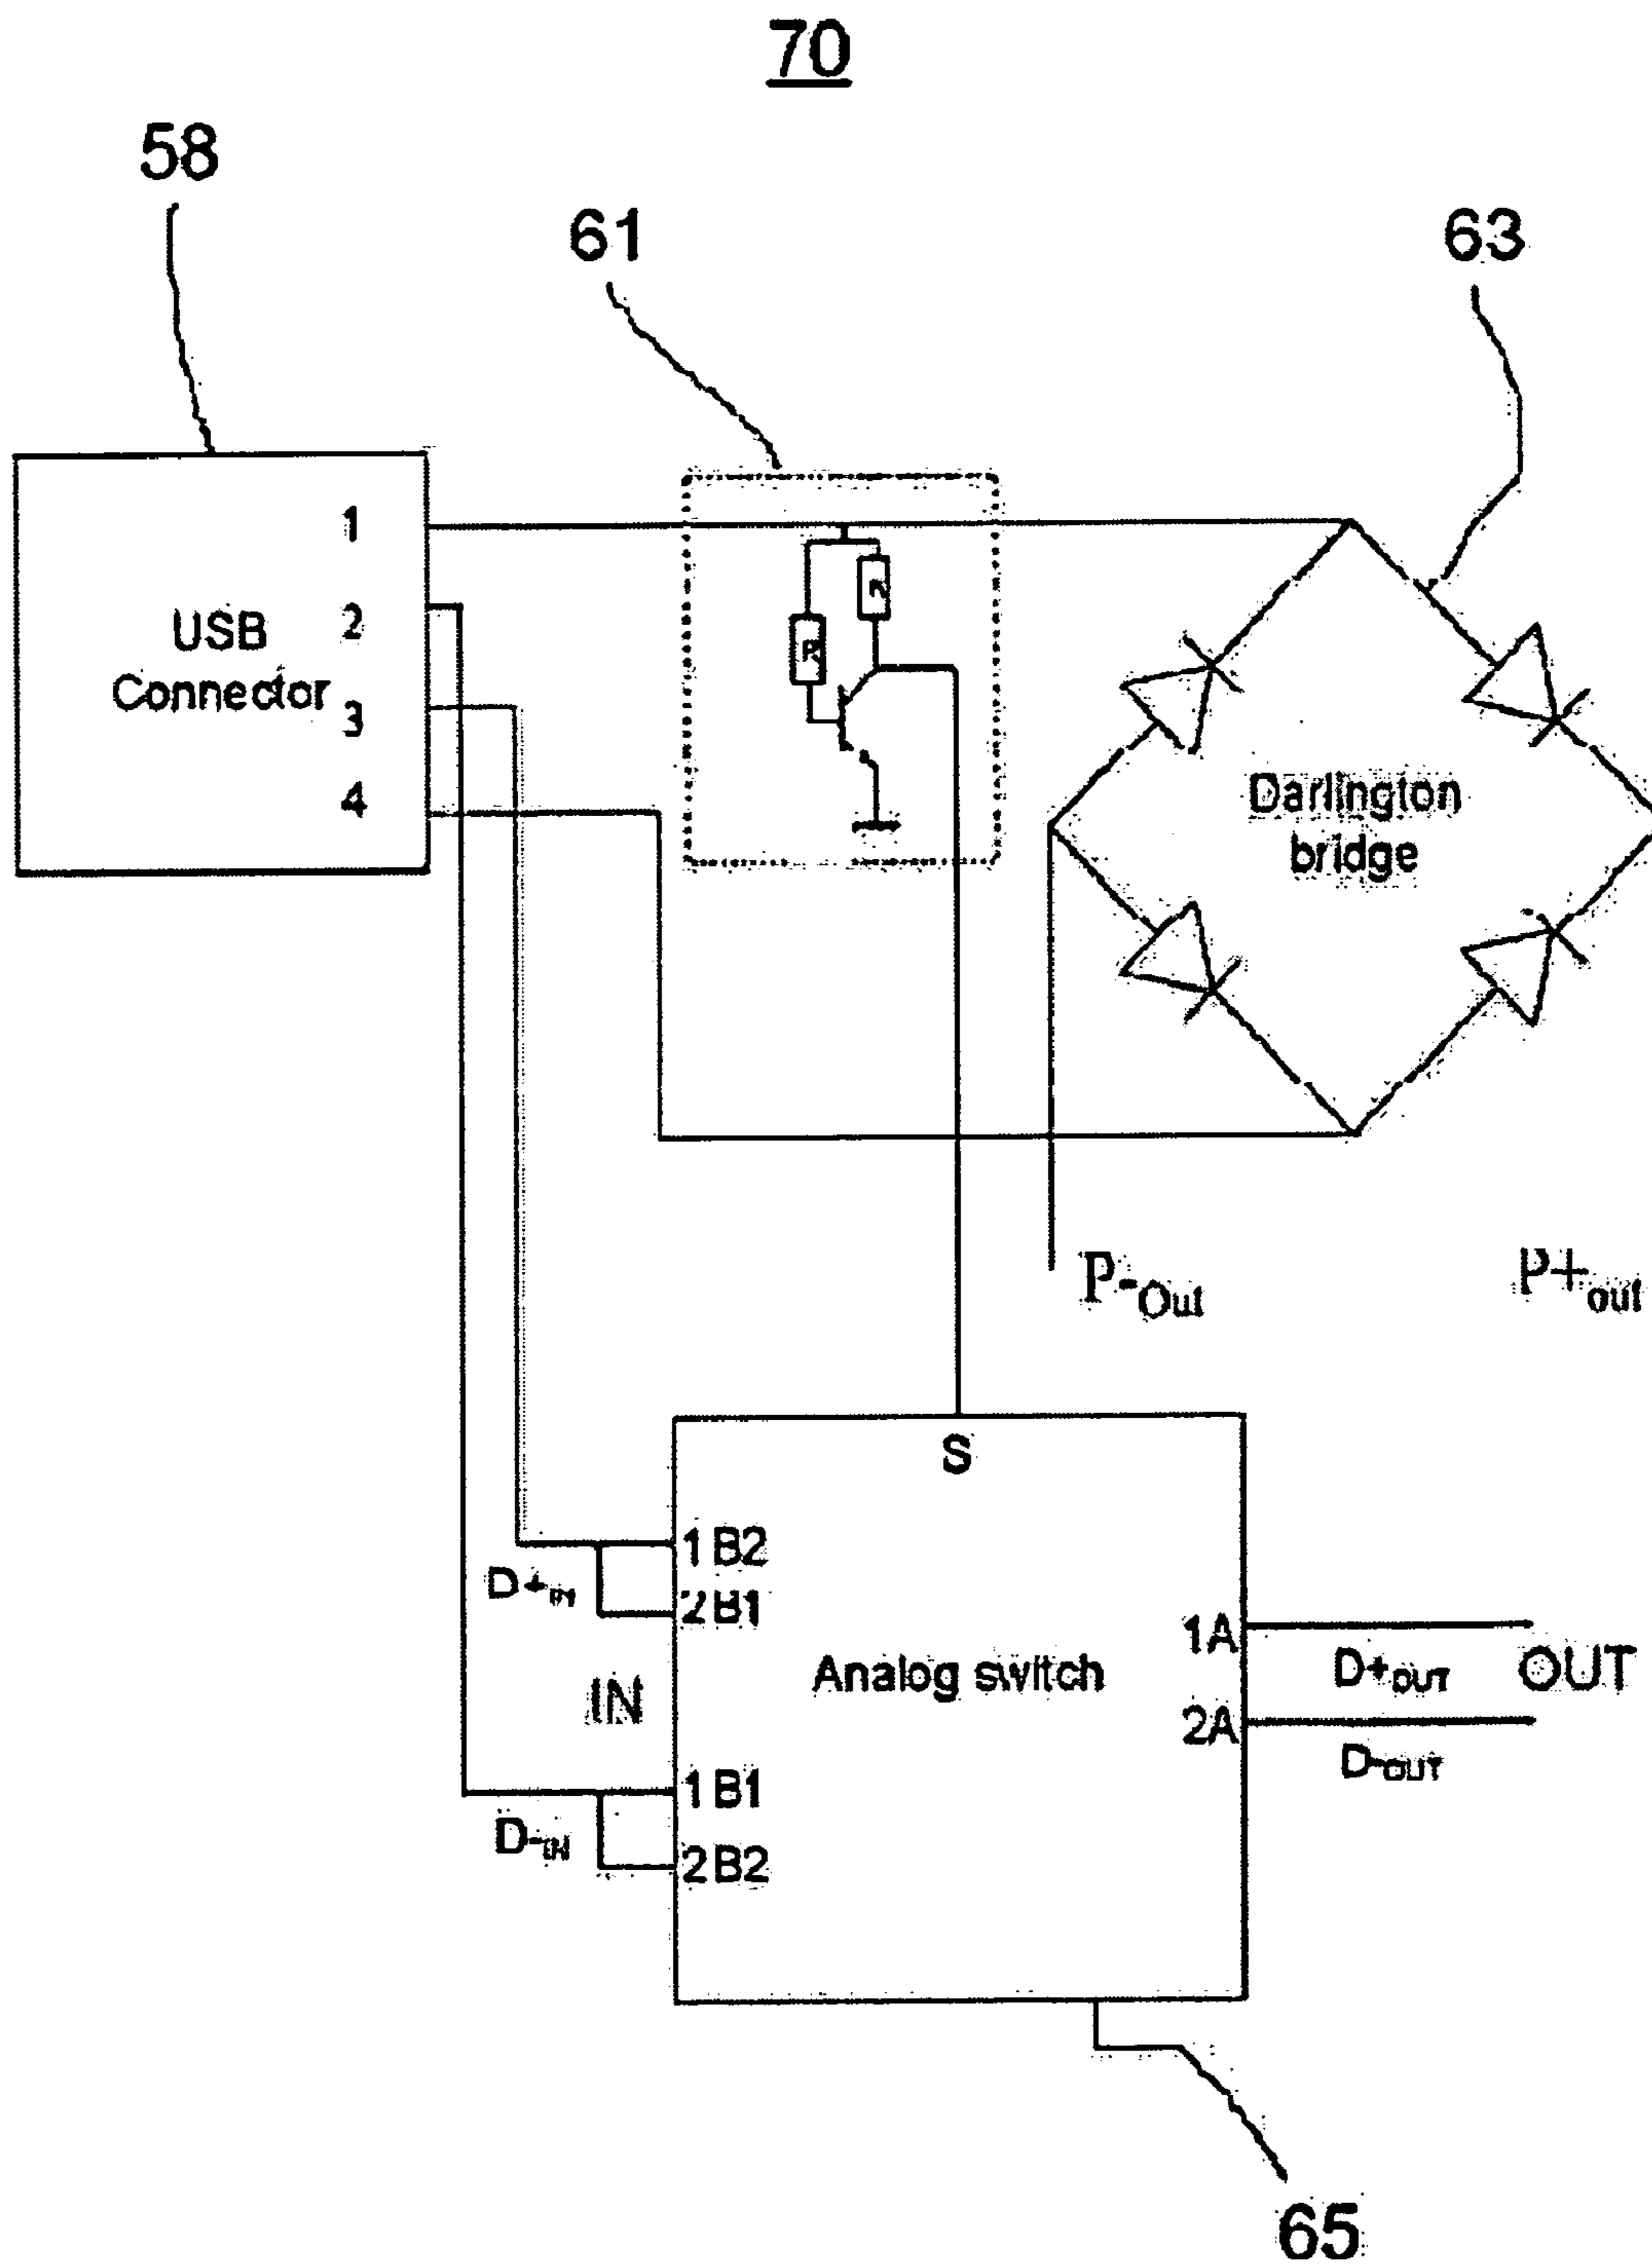 70
58
61
63
1
2
USB
Connector
3
4
R
R
Darlington
bridge
P-Out
P+out
S
1B2
D+IN
2B1
1A
Analog switch
D+OUT
OUT
IN
2A
D-OUT
1B1
D-IN
2B2
65